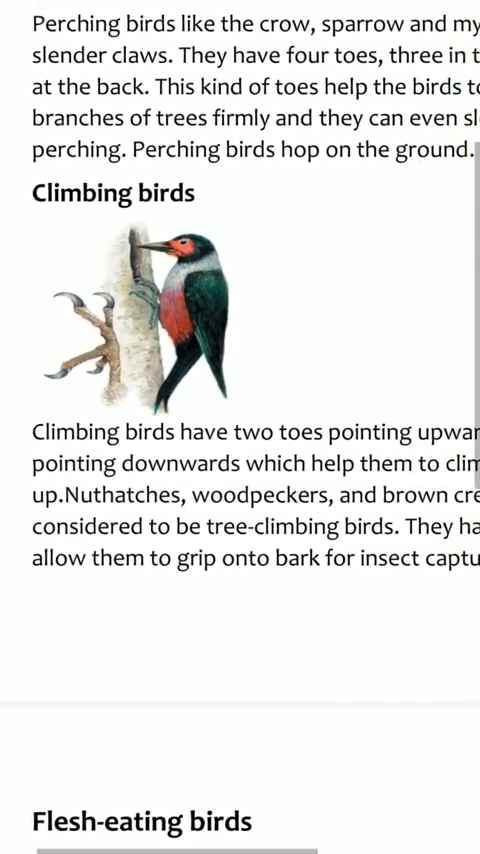 Perching birds like the crow, sparrow and my
slender claws. They have four toes, three in
at the back. This kind of toes help the birds
branches of trees firmly and they can even
perching. Perching birds hop on the ground.
Climbing birds
Climbing birds have two toes pointing
pointing downwards which help them to
up.Nuthatches, woodpeckers, and brown
considered to be tree-climbing birds. They
allow them to grip onto bark for insect
Flesh-eating birds